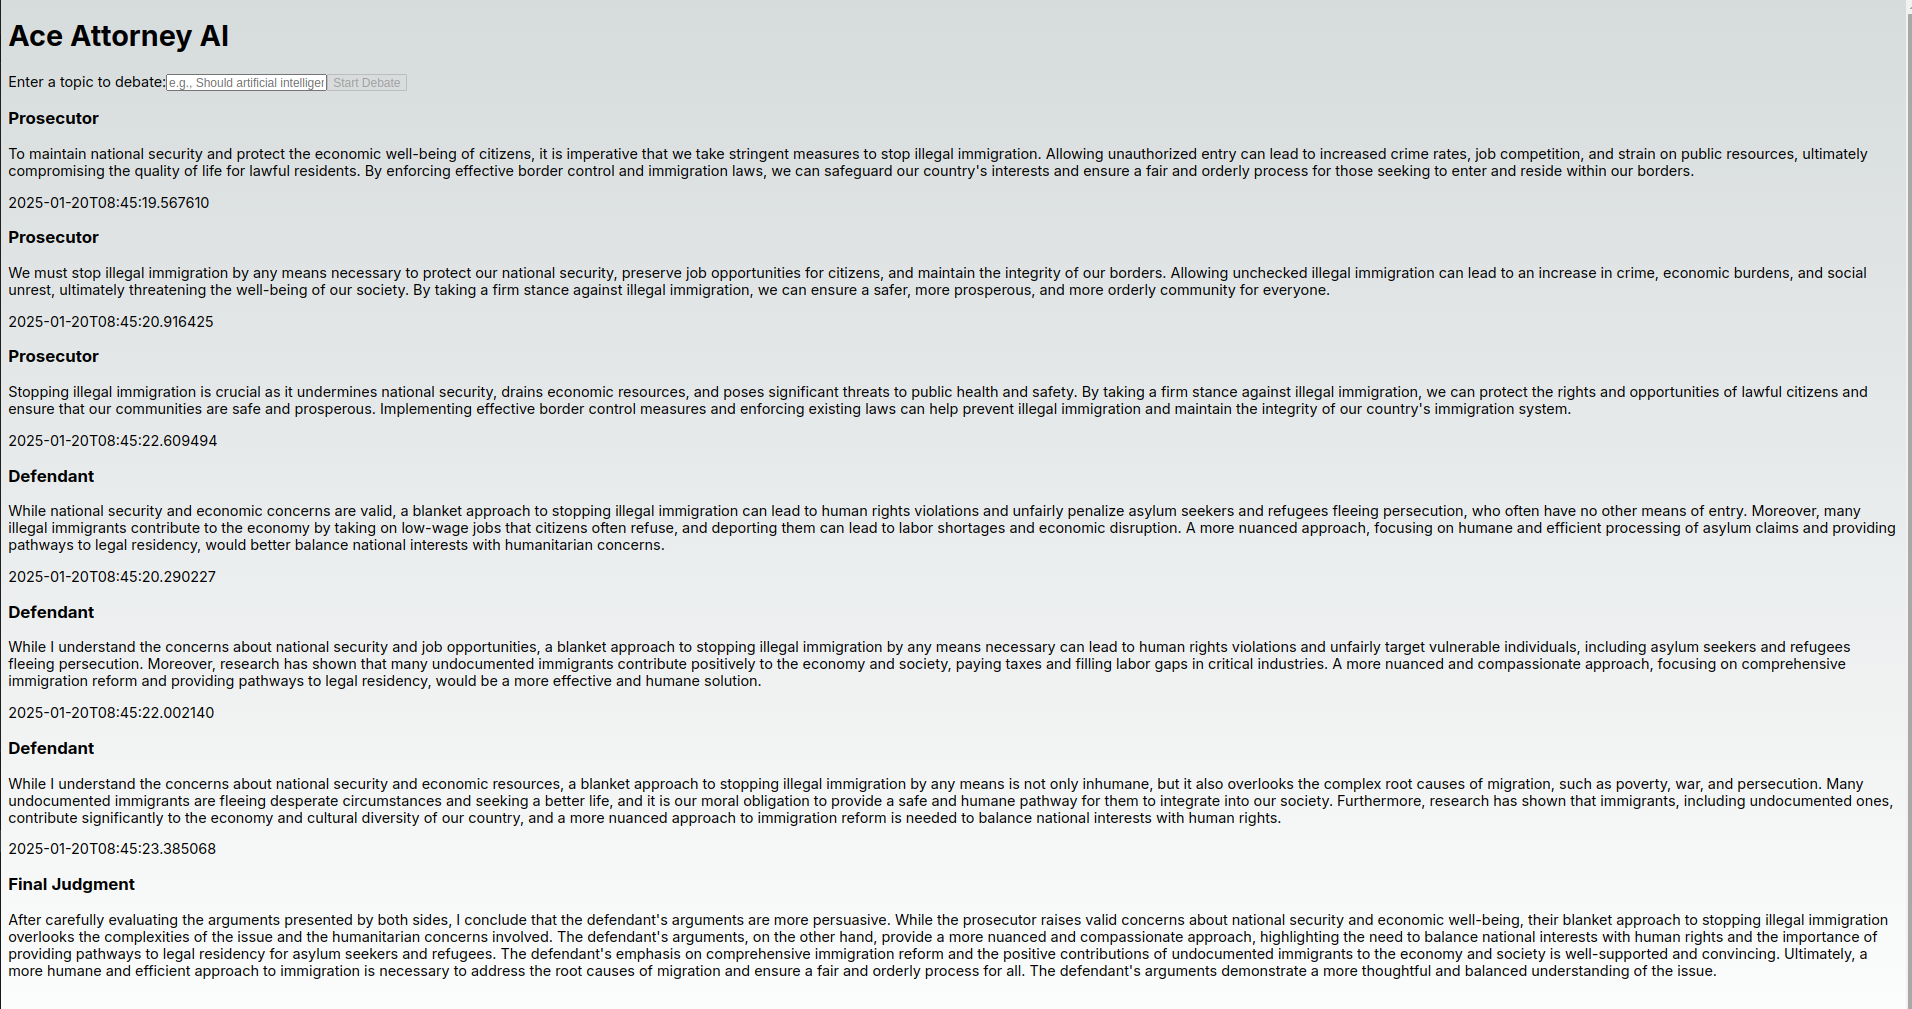 Ace Attorney AI
Enter a topic to debate: e.g., Should artificial intelliger Start Debate
Prosecutor
To maintain national security and protect the economic well-being of citizens, it is imperative that we take stringent measures to stop illegal immigration. Allowing unauthorized entry can lead to increased crime rates, job competition, and strain on public resources, ultimately
compromising the quality of life for lawful residents. By enforcing effective border control and immigration laws, we can safeguard our country's interests and ensure a fair and orderly process for those seeking to enter and reside within our borders.
2025-01-20T08:45:19.567610
Prosecutor
We must stop illegal immigration by any means necessary to protect our national security, preserve job opportunities for citizens, and maintain the integrity of our borders. Allowing unchecked illegal immigration can lead to an increase in crime, economic burdens, and social
unrest, ultimately threatening the well-being of our society. By taking a firm stance against illegal immigration, we can ensure a safer, more prosperous, and more orderly community for everyone.
2025-01-20T08:45:20.916425
Prosecutor
Stopping illegal immigration is crucial as it undermines national security, drains economic resources, and poses significant threats to public health and safety. By taking a firm stance against illegal immigration, we can protect the rights and opportunities of lawful citizens and
ensure that our communities are safe and prosperous. Implementing effective border control measures and enforcing existing laws can help prevent illegal immigration and maintain the integrity of our country's immigration system.
2025-01-20T08:45:22.609494
Defendant
While national security and economic concerns are valid, a blanket approach to stopping illegal immigration can lead to human rights violations and unfairly penalize asylum seekers and refugees fleeing persecution, who often have no other means of entry. Moreover, many
illegal immigrants contribute to the economy by taking on low-wage jobs that citizens often refuse, and deporting them can lead to labor shortages and economic disruption. A more nuanced approach, focusing on humane and efficient processing of asylum claims and providing
pathways to legal residency, would better balance national interests with humanitarian concerns.
2025-01-20T08:45:20.290227
Defendant
While I understand the concerns about national security and job opportunities, a blanket approach to stopping illegal immigration by any means necessary can lead to human rights violations and unfairly target vulnerable individuals, including asylum seekers and refugees
fleeing persecution. Moreover, research has shown that many undocumented immigrants contribute positively to the economy and society, paying taxes and filling labor gaps in critical industries. A more nuanced and compassionate approach, focusing on comprehensive
immigration reform and providing pathways to legal residency, would be a more effective and humane solution.
2025-01-20T08:45:22.002140
Defendant
While I understand the concerns about national security and economic resources, a blanket approach to stopping illegal immigration by any means is not only inhumane, but it also overlooks the complex root causes of migration, such as poverty, war, and persecution. Many
undocumented immigrants are fleeing desperate circumstances and seeking a better life, and it is our moral obligation to provide a safe and humane pathway for them to integrate into our society. Furthermore, research has shown that immigrants, including undocumented ones,
contribute significantly to the economy and cultural diversity of our country, and a more nuanced approach to immigration reform is needed to balance national interests with human rights.
2025-01-20T08:45:23.385068
Final Judgment
After carefully evaluating the arguments presented by both sides, I conclude that the defendant's arguments are more persuasive. While the prosecutor raises valid concerns about national security and economic well-being, their blanket approach to stopping illegal immigration
overlooks the complexities of the issue and the humanitarian concerns involved. The defendant's arguments, on the other hand, provide a more nuanced and compassionate approach, highlighting the need to balance national interests with human rights and the importance of
providing pathways to legal residency for asylum seekers and refugees. The defendant's emphasis on comprehensive immigration reform and the positive contributions of undocumented immigrants to the economy and society is well-supported and convincing. Ultimately, a
more humane and efficient approach to immigration is necessary to address the root causes of migration and ensure a fair and orderly process for all. The defendant's arguments demonstrate a more thoughtful and balanced understanding of the issue.